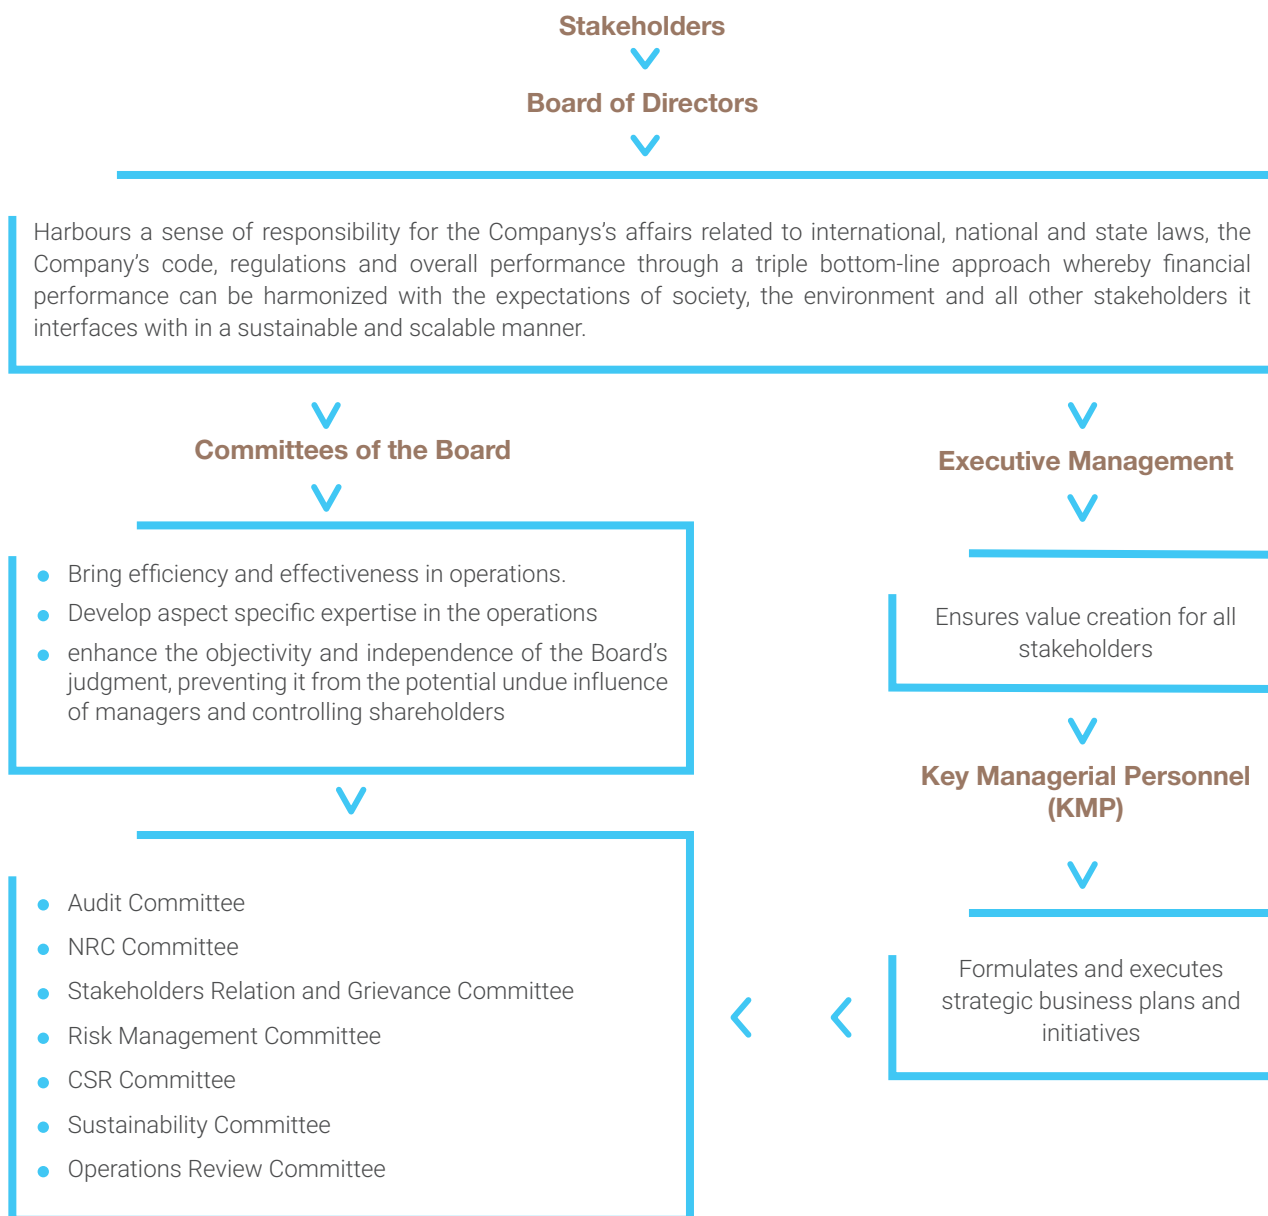 Stakeholders
Board of Directors
Harbours a sense of responsibility for the Companys's affairs related to international, national and state laws, the
Company's code, regulations and overall performance through a triple bottom-line approach whereby financial
performance can be harmonized with the expectations of society, the environment and all other stakeholders it
interfaces with in a sustainable and scalable manner.
Committees of the Board
Bring efficiency and effectiveness in operations.
Develop aspect specific expertise in the operations
enhance the objectivity and independence of the Board's
judgment, preventing it from the potential undue influence
of managers and controlling shareholders
Audit Committee
NRC Committee
Stakeholders Relation and Grievance Committee
Risk Management Committee
CSR Committee
Sustainability Committee
Operations Review Committee
Executive Management
Ensures value creation for all
stakeholders
Key Managerial Personnel
(KMP)
Formulates and executes
strategic business plans and
initiatives